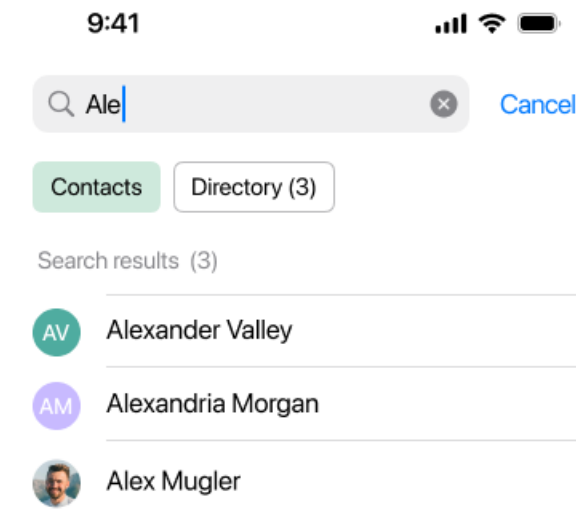 9:41
Ale
Cancel
Contacts
Directory (3)
Search results (3)
AV
Alexander Valley
AM
Alexandria Morgan
Alex Mugler